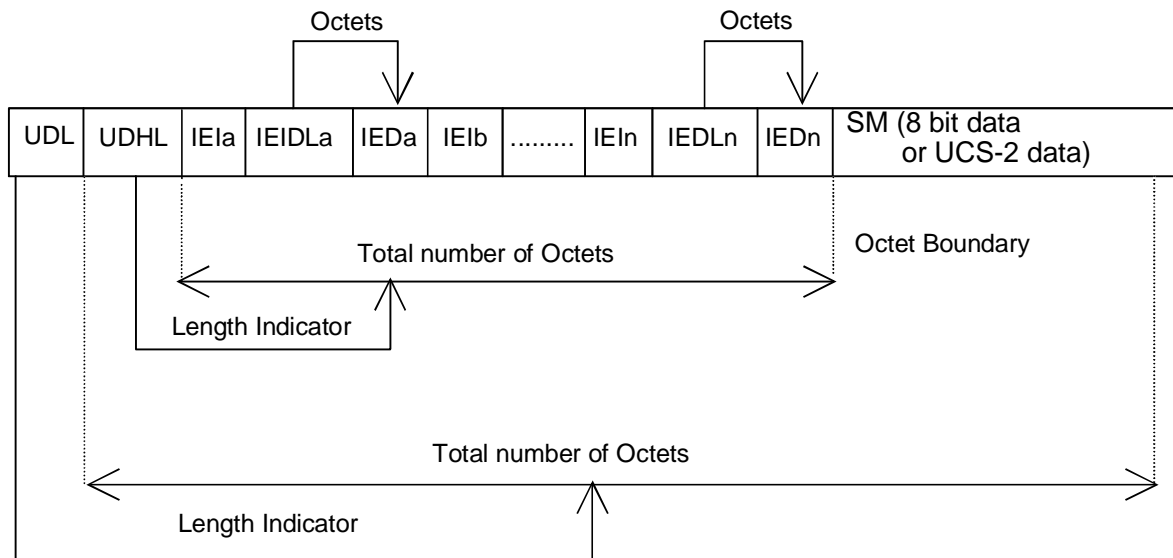 Octets Octets
UDL UDHL IEIa IEIDLa IEDa IEIb ......... IEIn IEDLn IEDn SM (8 bit data
or UCS-2 data)
Octet Boundary
Total number of Octets
Length Indicator
Total number of Octets
Length Indicator